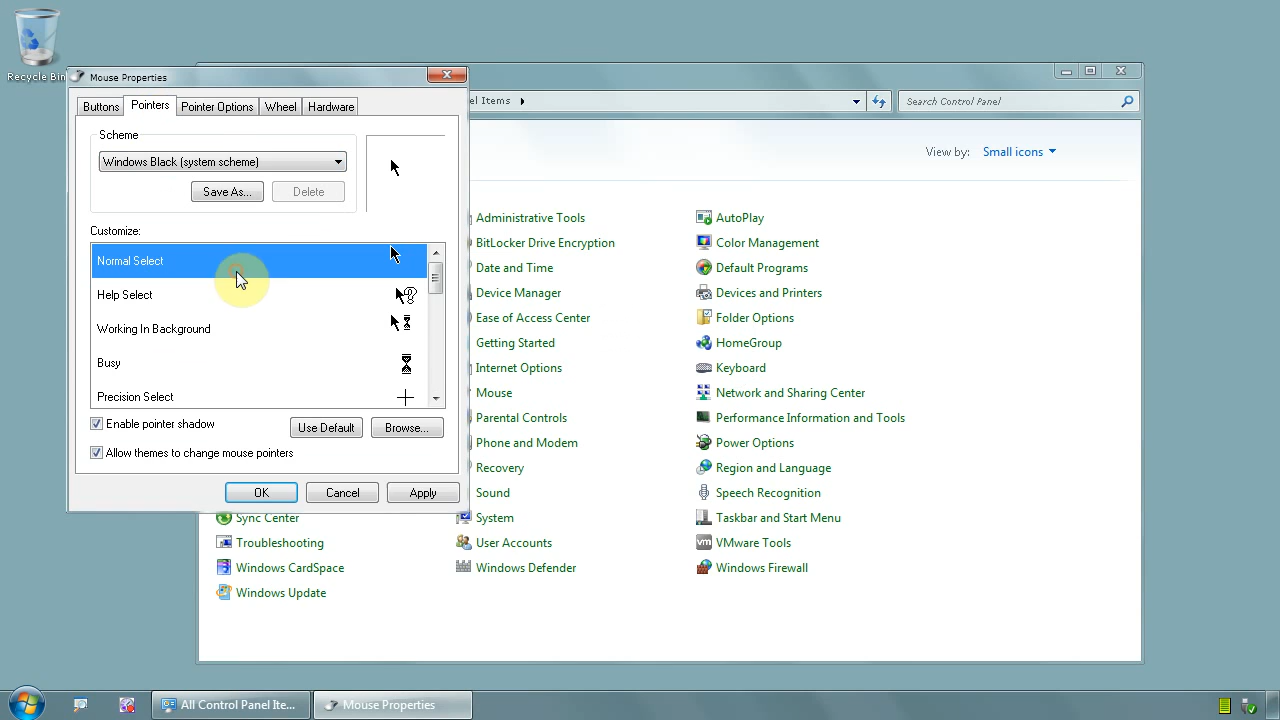 Recycle Bin
Mouse Properties
Buttons
Pointers
Pointer Options
Wheel
Hardware
Scheme
Windows Black (system scheme)
Save As...
Delete
Customize:
Normal Select
Help Select
Working In Background
Busy
Precision Select
Enable pointer shadow
Use Default
Browse...
Allow themes to change mouse pointers
OK
Cancel
Apply
el Items
Search Control Panel
View by: Small icons
Administrative Tools
AutoPlay
BitLocker Drive Encryption
Color Management
Date and Time
Default Programs
Device Manager
Devices and Printers
Ease of Access Center
Folder Options
Getting Started
HomeGroup
Internet Options
Keyboard
Mouse
Network and Sharing Center
Parental Controls
Performance Information and Tools
Phone and Modem
Power Options
Recovery
Region and Language
Sound
Speech Recognition
Sync Center
System
Taskbar and Start Menu
Troubleshooting
User Accounts
VMware Tools
Windows CardSpace
Windows Defender
Windows Firewall
Windows Update
All Control Panel Ite...
Mouse Properties